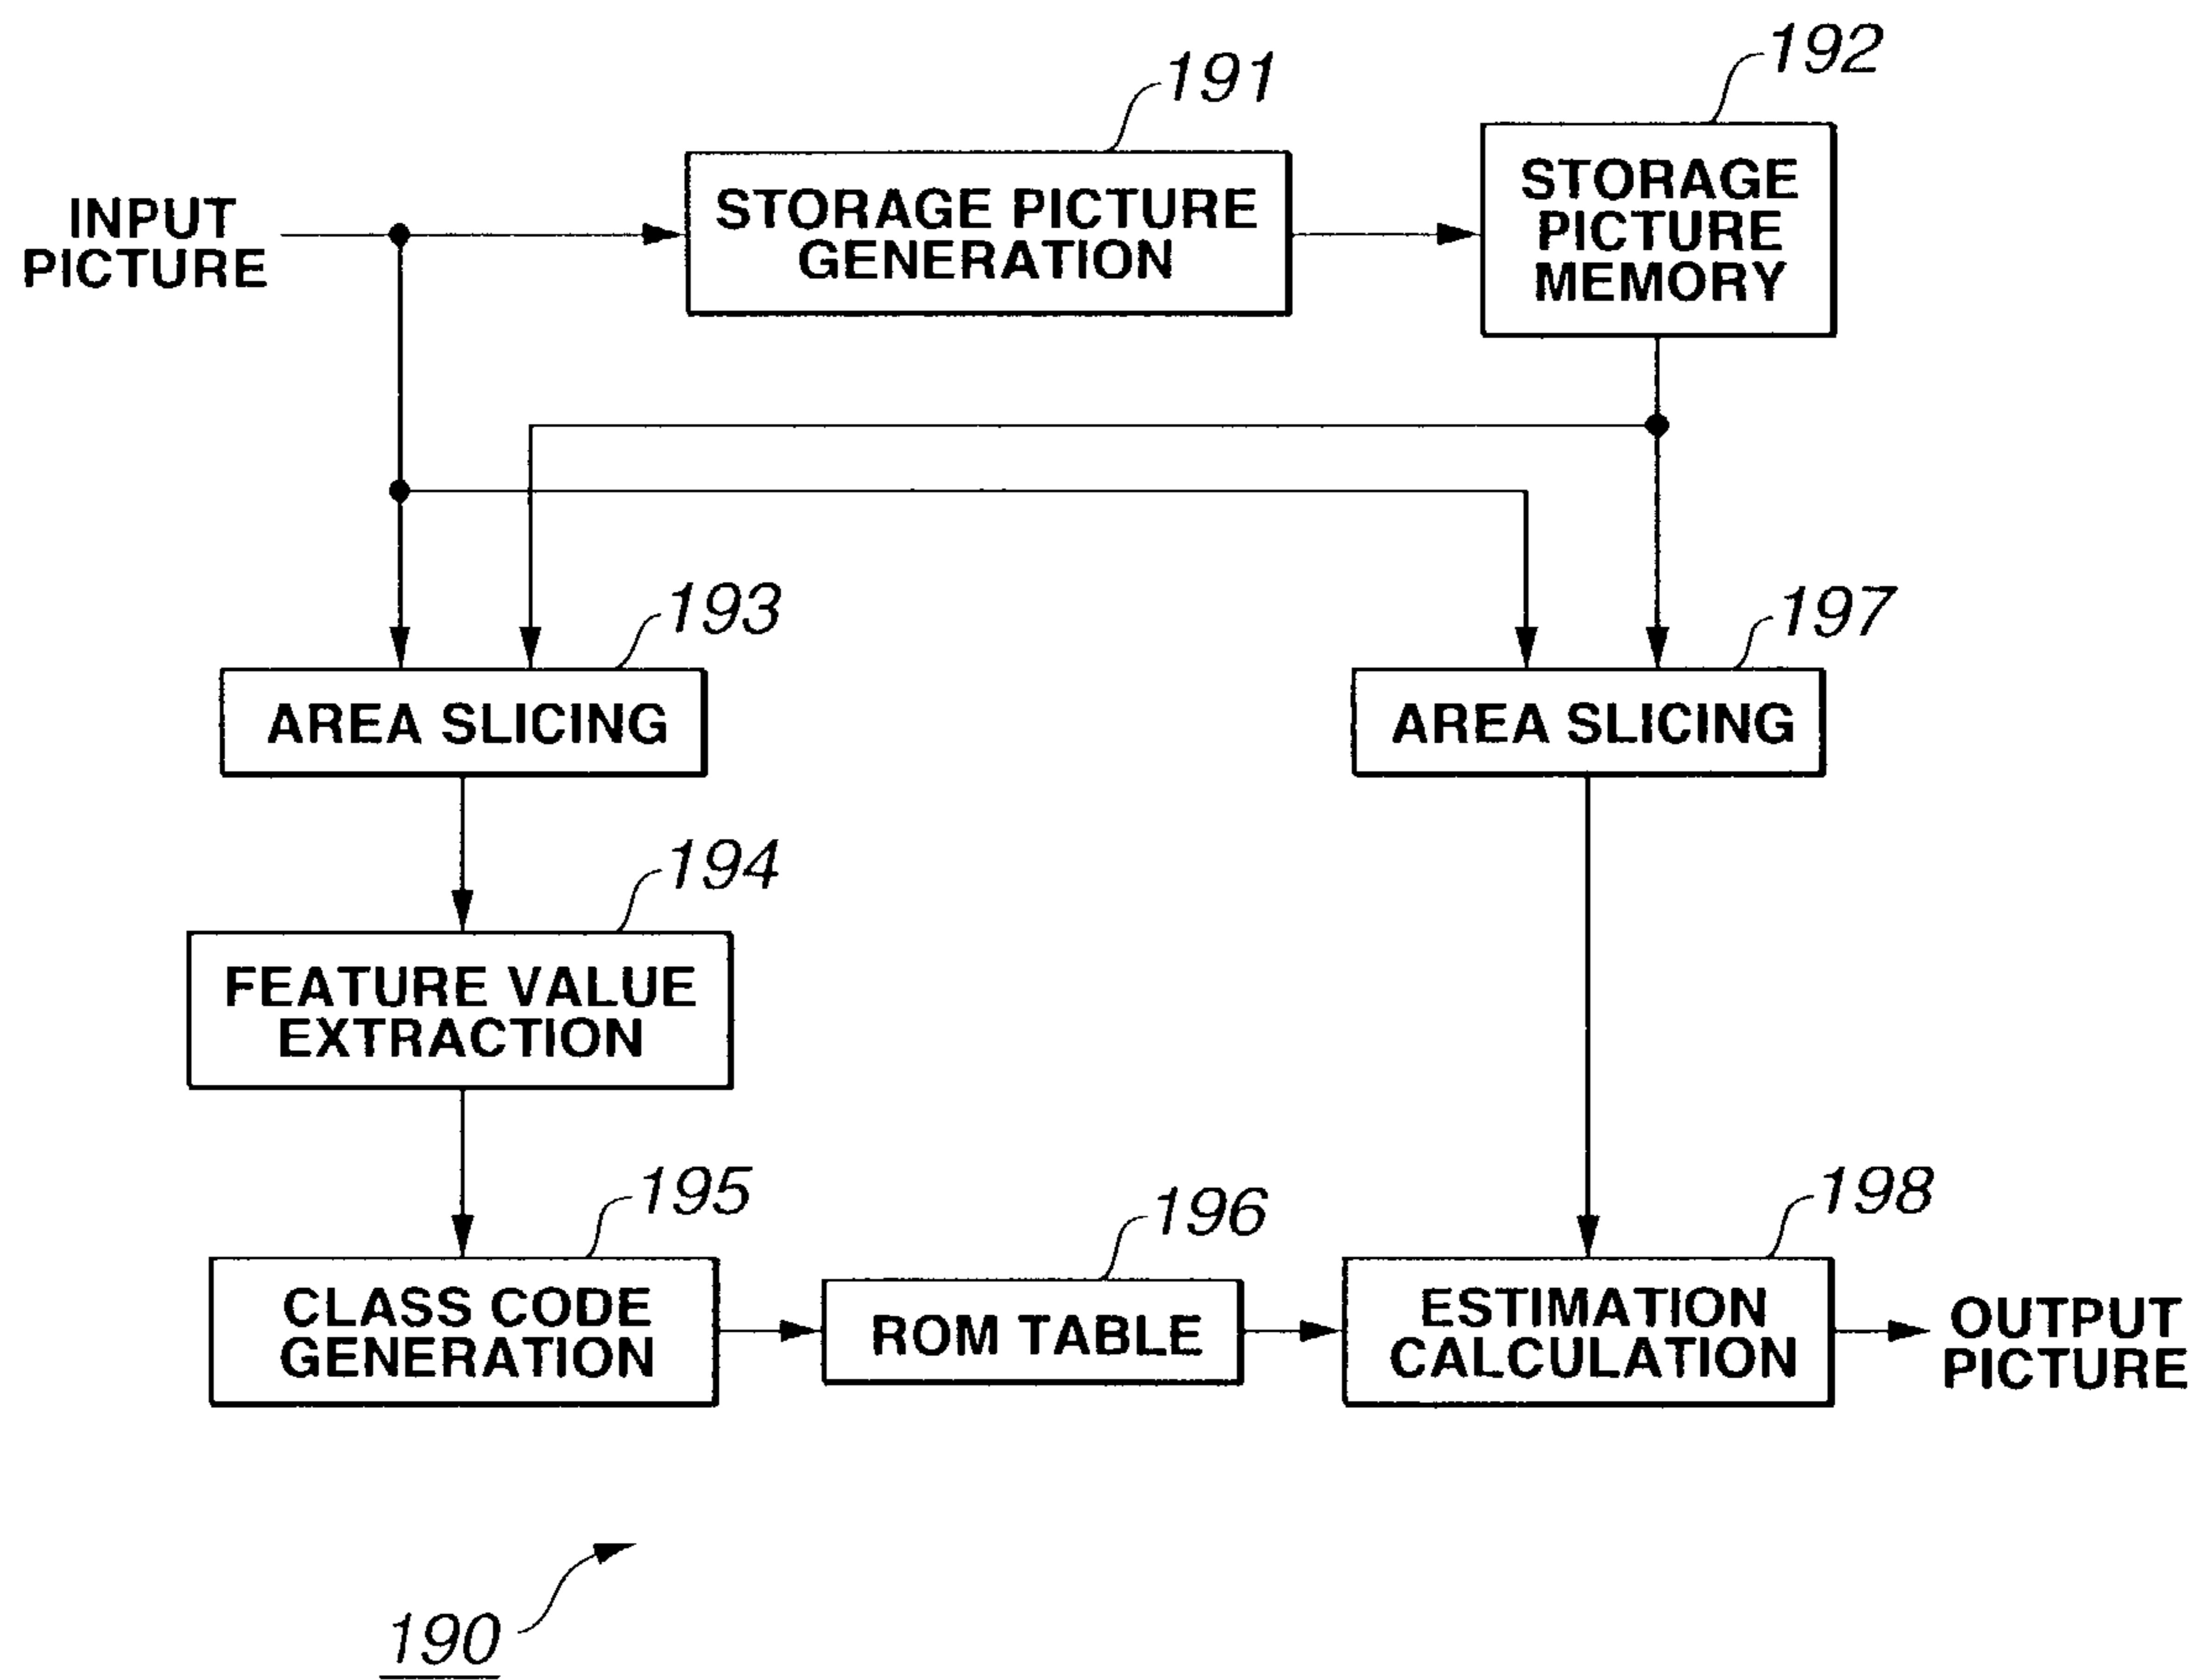 191
192
INPUT
PICTURE
STORAGE PICTURE
GENERATION
STORAGE
PICTURE
MEMORY
193
197
AREA SLICING
AREA SLICING
194
FEATURE VALUE
EXTRACTION
195
196
198
CLASS CODE
GENERATION
ROM TABLE
ESTIMATION
CALCULATION
OUTPUT
PICTURE
190